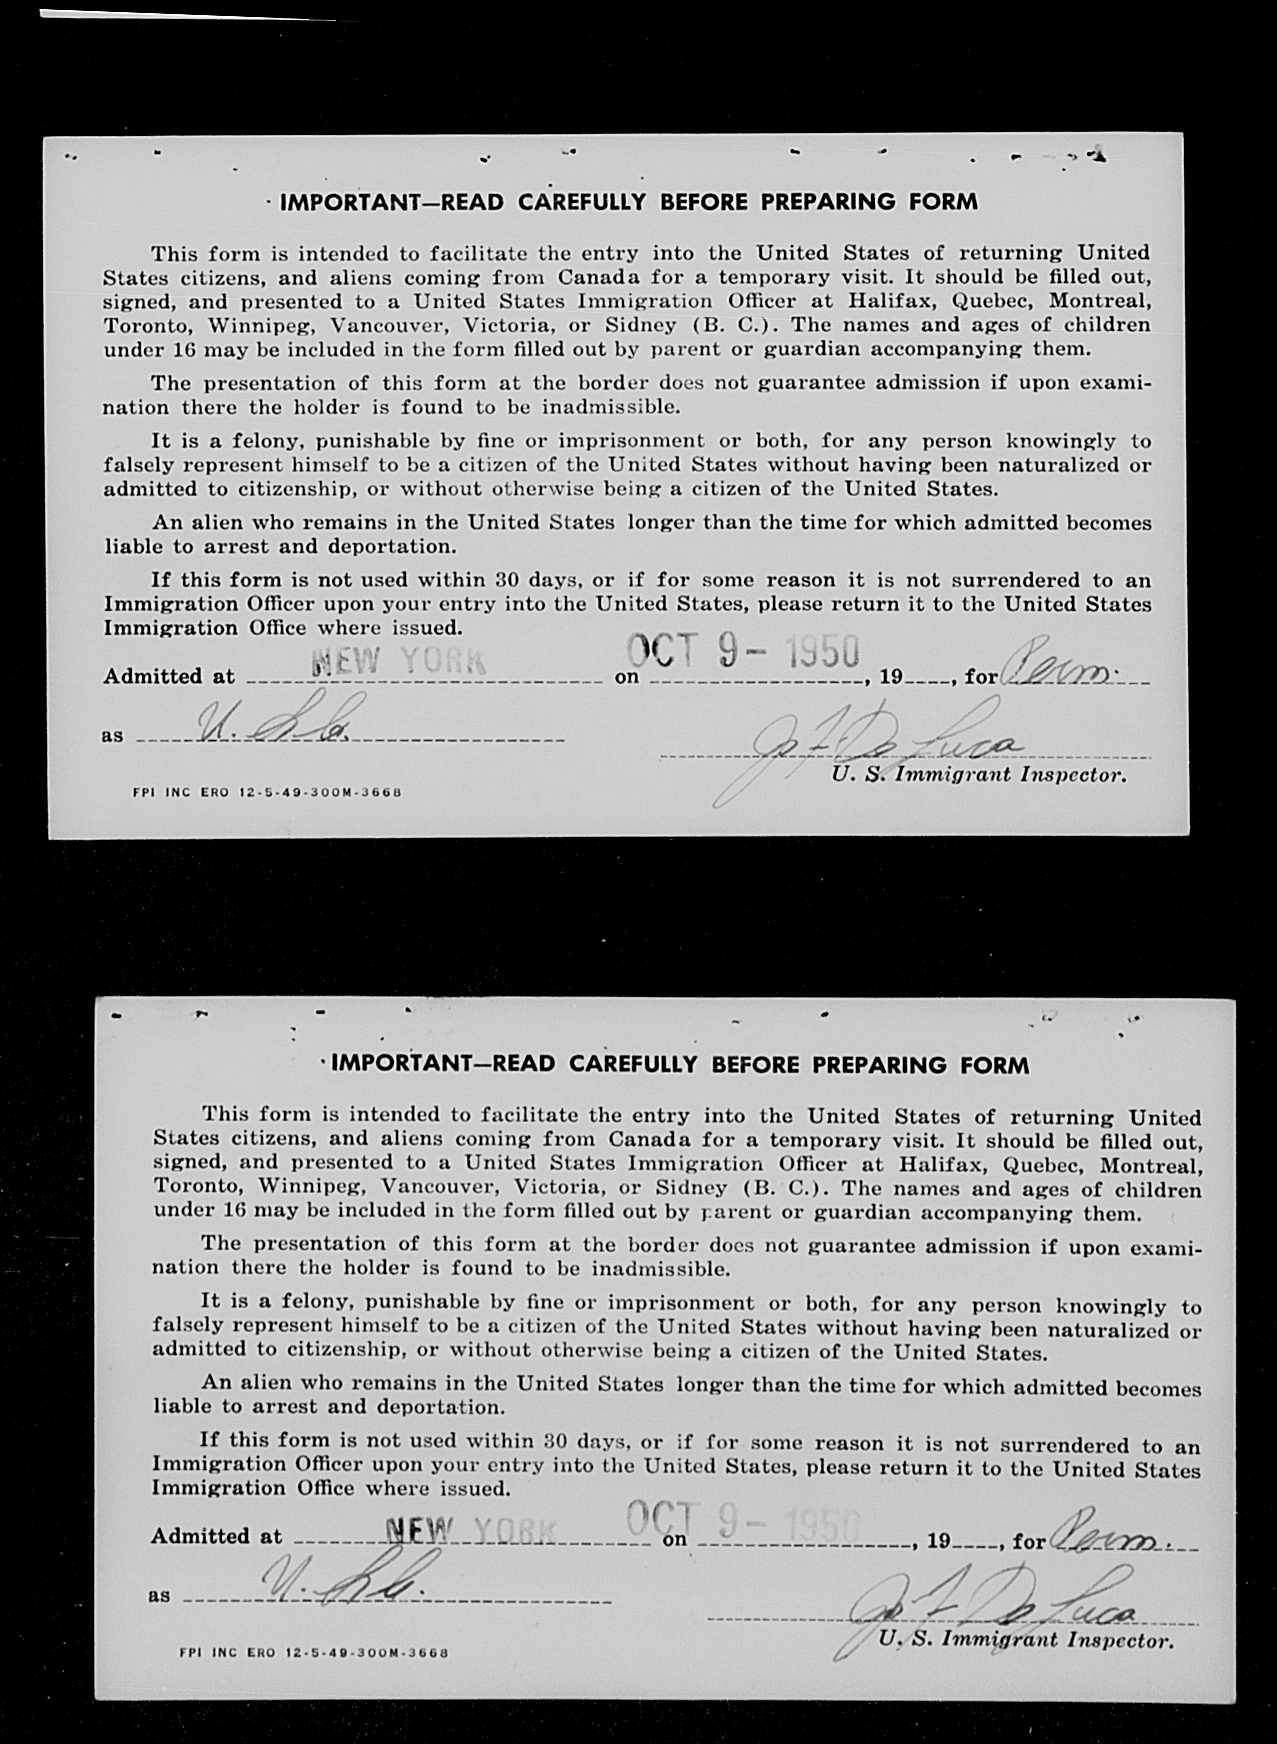 IMPORTANT—READ CAREFULLY BEFORE PREPARING FORM
This form is intended to facilitate the entry into the United States of returning United
States citizens, and aliens coming from Canada for a temporary visit. It should be filled out,
signed, and presented to a United States Immigration Officer at Halifax, Quebec, Montreal,
Toronto, Winnipeg, Vancouver, Victoria, or Sidney (B. C.). The names and ages of children
under 16 may be included in the form filled out by parent or guardian accompanying them.
The presentation of this form at the border does not guarantee admission if upon exami-
nation there the holder is found to be inadmissible.
It is a felony, punishable by fine or imprisonment or both, for any person knowingly to
falsely represent himself to be a citizen of the United States without having been naturalized or
admitted to citizenship, or without otherwise being a citizen of the United States.
An alien who remains in the United States longer than the time for which admitted becomes
liable to arrest and deportation.
If this form is not used within 30 days, or if for some reason it is not surrendered to an
Immigration Officer upon your entry into the United States, please return it to the United States
Immigration Office where issued.
Admitted at NEW YORK on OCT 9- 1950, 19____, for Perm.
as
De Luca
U. S. Immigrant Inspector.
FPI INC ERO 12-5-49-300M-3668
IMPORTANT—READ CAREFULLY BEFORE PREPARING FORM
This form is intended to facilitate the entry into the United States of returning United
States citizens, and aliens coming from Canada for a temporary visit. It should be filled out,
signed, and presented to a United States Immigration Officer at Halifax, Quebec, Montreal,
Toronto, Winnipeg, Vancouver, Victoria, or Sidney (B. C.). The names and ages of children
under 16 may be included in the form filled out by parent or guardian accompanying them.
The presentation of this form at the border does not guarantee admission if upon exami-
nation there the holder is found to be inadmissible.
It is a felony, punishable by fine or imprisonment or both, for any person knowingly to
falsely represent himself to be a citizen of the United States without having been naturalized or
admitted to citizenship, or without otherwise being a citizen of the United States.
An alien who remains in the United States longer than the time for which admitted becomes
liable to arrest and deportation.
If this form is not used within 30 days, or if for some reason it is not surrendered to an
Immigration Officer upon your entry into the United States, please return it to the United States
Immigration Office where issued.
Admitted at NEW YORK on OCT 9- 1950, 19____, for Perm.
as
De Luca
U. S. Immigrant Inspector.
FPI INC ERO 12-5-49-300M-3668